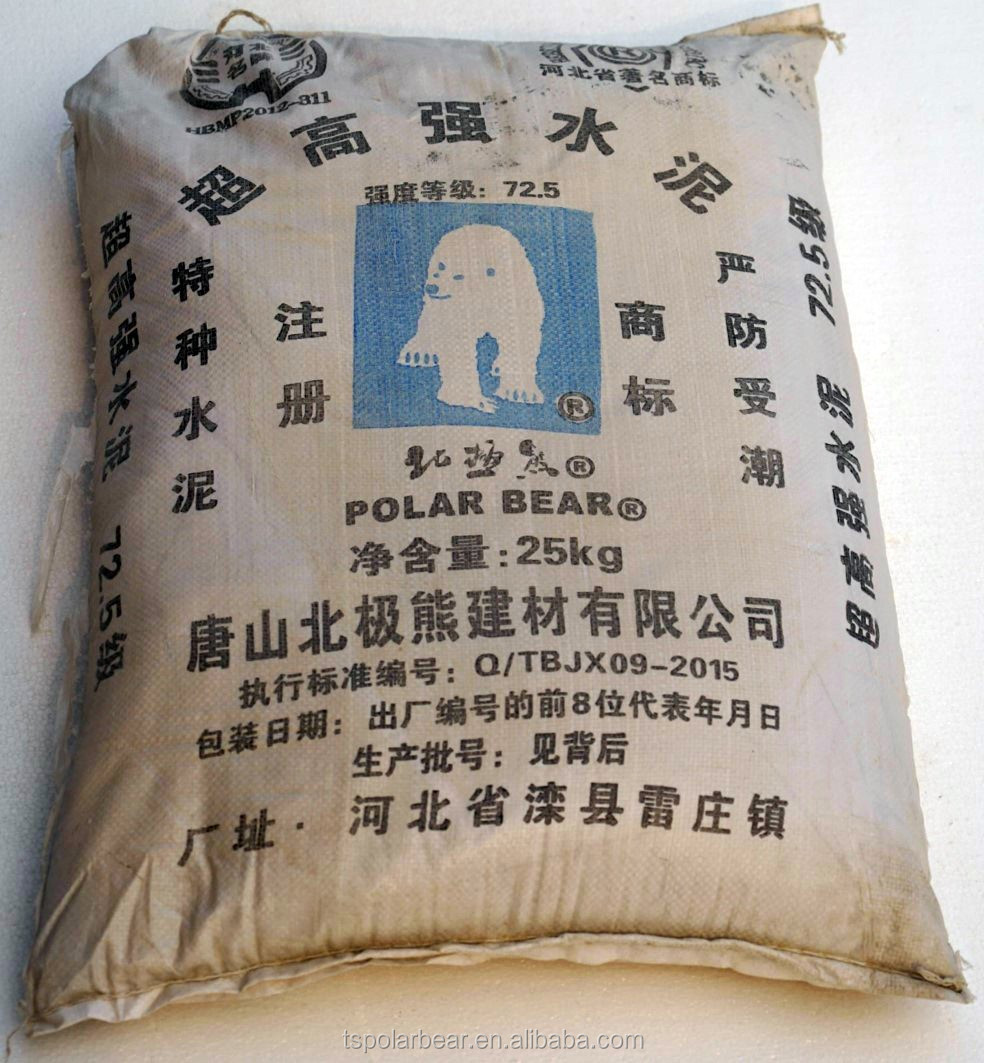 HBMP2012-311
河北省著名商标
超高强水泥
强度等级：72.5
特种水泥
注册
商标
严防受潮
超高强水泥 72.5级
超高强水泥 72.5级
®
北极熊®
POLAR BEAR®
净含量:25kg
唐山北极熊建材有限公司
执行标准编号：Q/TBJX09-2015
包装日期：出厂编号的前8位代表年月日
生产批号：见背后
厂址：河北省滦县雷庄镇
tspolarbear.en.alibaba.com